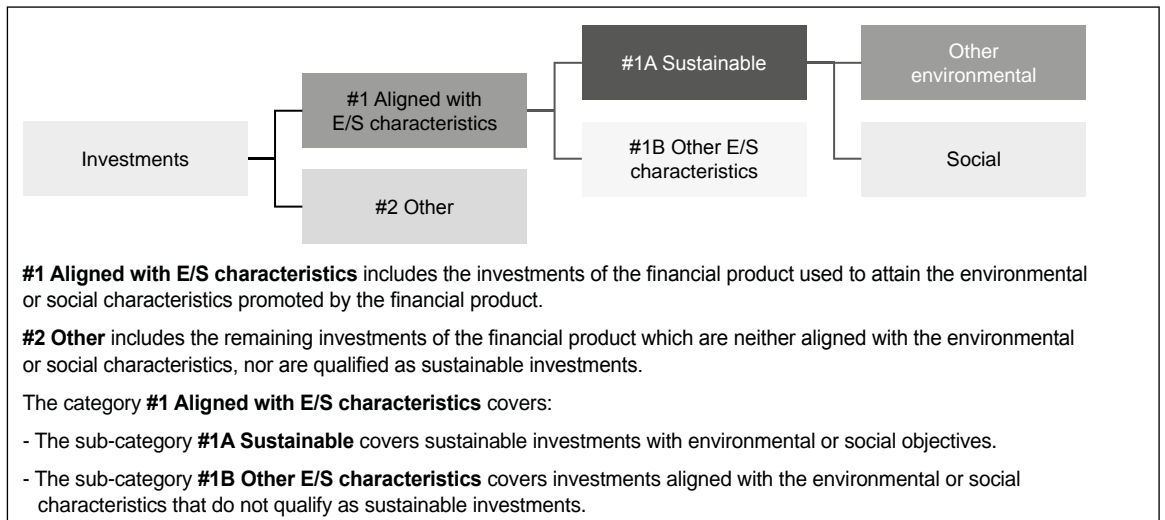 #1A Sustainable
Other
environmental
#1 Aligned with
E/S characteristics
Investments
#1B Other E/S
characteristics
Social
#2 Other
#1 Aligned with E/S characteristics includes the investments of the financial product used to attain the environmental
or social characteristics promoted by the financial product.
#2 Other includes the remaining investments of the financial product which are neither aligned with the environmental
or social characteristics, nor are qualified as sustainable investments.
The category #1 Aligned with E/S characteristics covers:
- The sub-category #1A Sustainable covers sustainable investments with environmental or social objectives.
- The sub-category #1B Other E/S characteristics covers investments aligned with the environmental or social
characteristics that do not qualify as sustainable investments.